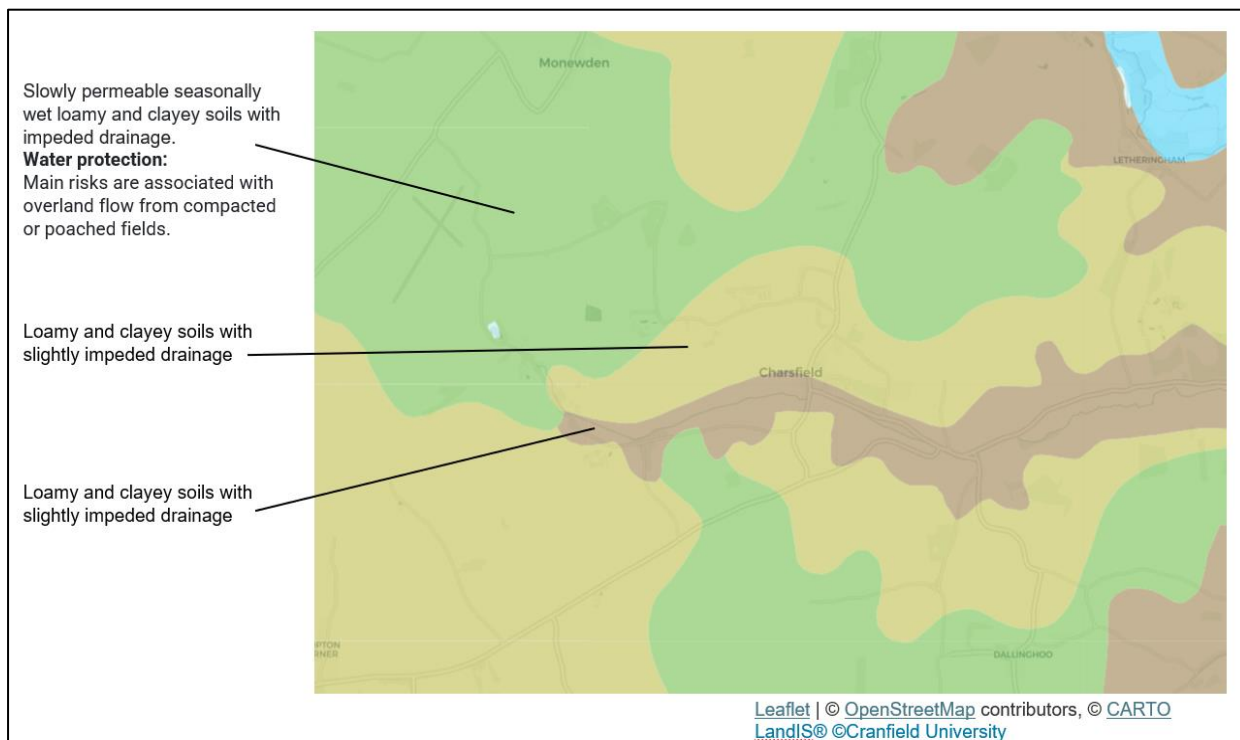 Monewden
Slowly permeable seasonally
wet loamy and clayey soils with
impeded drainage.
Water protection:
Main risks are associated with
overland flow from compacted
or poached fields.
LETHERINGHAM
Loamy and clayey soils with
slightly impeded drainage
Charsfield
Loamy and clayey soils with
slightly impeded drainage
PTON
RNER
DALLINGHOO
Leaflet | © OpenStreetMap contributors, © CARTO
LandIS® ©Cranfield University